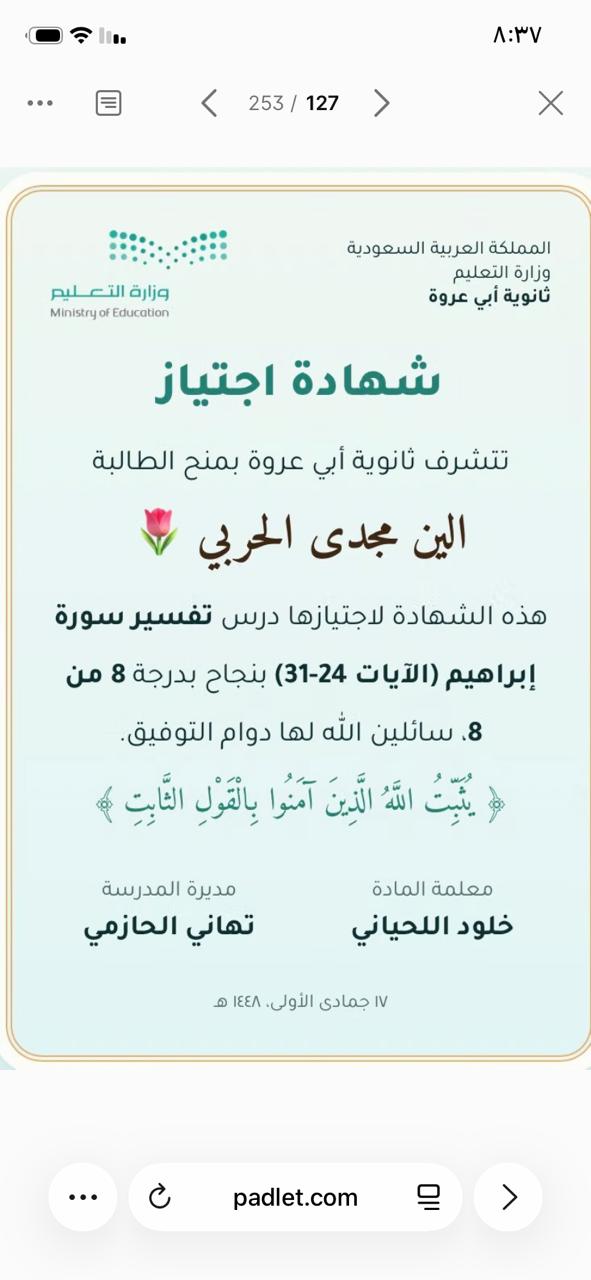 ٨:٣٧
253 / 127
المملكة العربية السعودية
وزارة التعليم
ثانوية أبي عروة
وزارة التعـــليم
Ministry of Education
شهادة اجتياز
تتشرف ثانوية أبي عروة بمنح الطالبة
الين مجدى الحربي 🌷
هذه الشهادة لاجتيازها درس تفسير سورة
إبراهيم (الآيات 24-31) بنجاح بدرجة 8 من
8، سائلين الله لها دوام التوفيق.
﴿ يُثَبِّتُ اللَّهُ الَّذِينَ آمَنُوا بِالْقَوْلِ الثَّابِتِ ﴾
معلمة المادة
خلود اللحياني
مديرة المدرسة
تهاني الحازمي
١٧ جمادى الأولى، ١٤٤٨ هـ
padlet.com